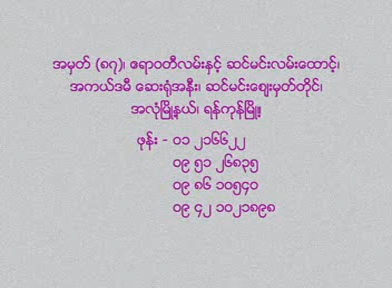 အမှတ် (၈၇)၊ ဧရာဝတီလမ်းနှင့် ဆင်မင်းလမ်းထောင့်၊
အကယ်ဒမီ ဆေးရုံအနီး၊ ဆင်မင်းဈေးမှတ်တိုင်၊
အလုံမြို့နယ်၊ ရန်ကုန်မြို့။
ဖုန်း - ၀၁ ၂၁၆၆၂၂
၀၉ ၅၁ ၂၆၈၃၅
၀၉ ၈၆ ၁၀၅၄၀
၀၉ ၄၂ ၁၀၂၁၈၉၈